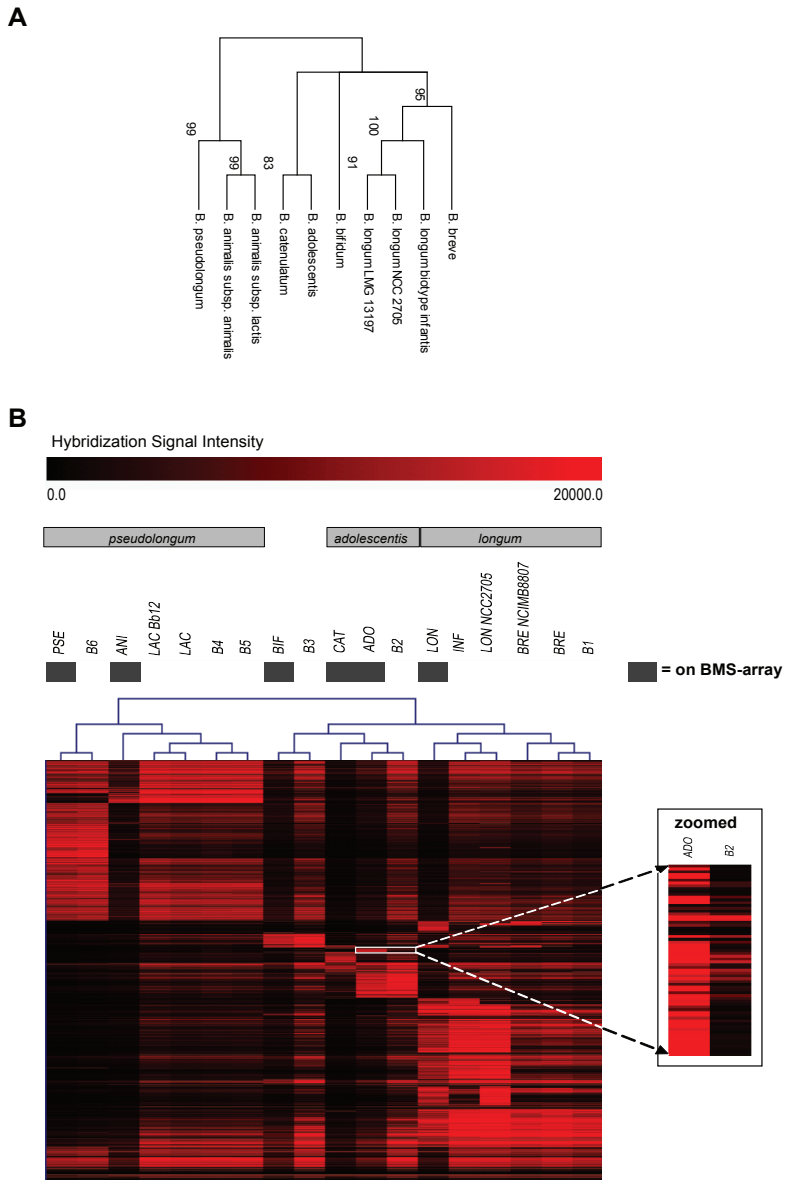 A
99
99
83
91
100
95
B. pseudolongum
B. animalis subsp. animalis
B. animalis subsp. lactis
B. catenulatum
B. adolescentis
B. bifidum
B. longum LMG 13197
B. longum NCC 2705
B. longum biotype infantis
B. breve
B
Hybridization Signal Intensity
0.0
20000.0
pseudolongum
adolescentis
longum
PSE
B6
ANI
LAC Bb12
LAC
B4
B5
BIF
B3
CAT
ADO
B2
LON
INF
LON NCC2705
BRE NCIMB8807
BRE
B1
= on BMS-array
zoomed
ADO
B2